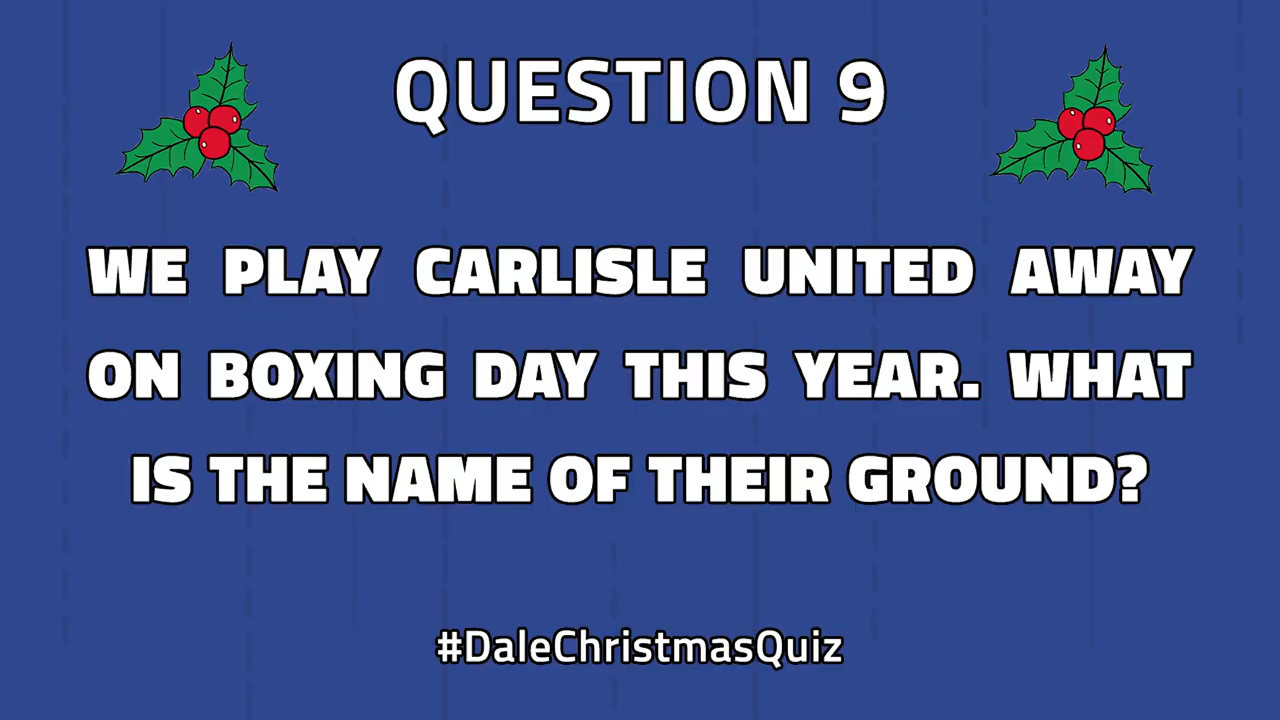 QUESTION 9
WE PLAY CARLISLE UNITED AWAY
ON BOXING DAY THIS YEAR. WHAT
IS THE NAME OF THEIR GROUND?
#DaleChristmasQuiz